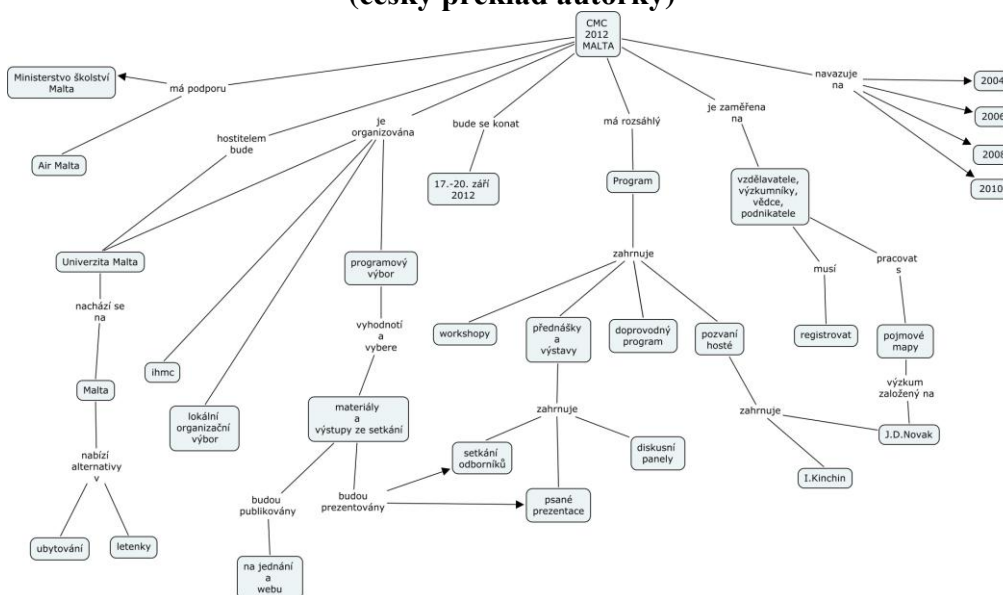 (český překlad autorky)
CMC
2012
MALTA
Ministerstvo školství
Malta
má podporu
Air Malta
hostitelem
bude
je
organizována
bude se konat
17.-20. září
2012
má rozsáhlý
Program
je zaměřena
na
vzdělavatele,
výzkumníky,
vědce,
podnikatele
navazuje
na
2004
2006
2008
2010
Univerzita Malta
programový
výbor
zahrnuje
musí
pracovat
s
nachází se
na
vyhodnotí
a
vybere
workshopy
přednášky
a
výstavy
doprovodný
program
pozvaní
hosté
registrovat
pojmové
mapy
ihmc
Malta
lokální
organizační
výbor
materiály
a
výstupy ze setkání
zahrnuje
zahrnuje
výzkum
založený na
J.D.Novak
setkání
odborníků
diskusní
panely
I.Kinchin
nabízí
alternativy
v
budou
publikovány
budou
prezentovány
psané
prezentace
ubytování
letenky
na jednání
a
webu